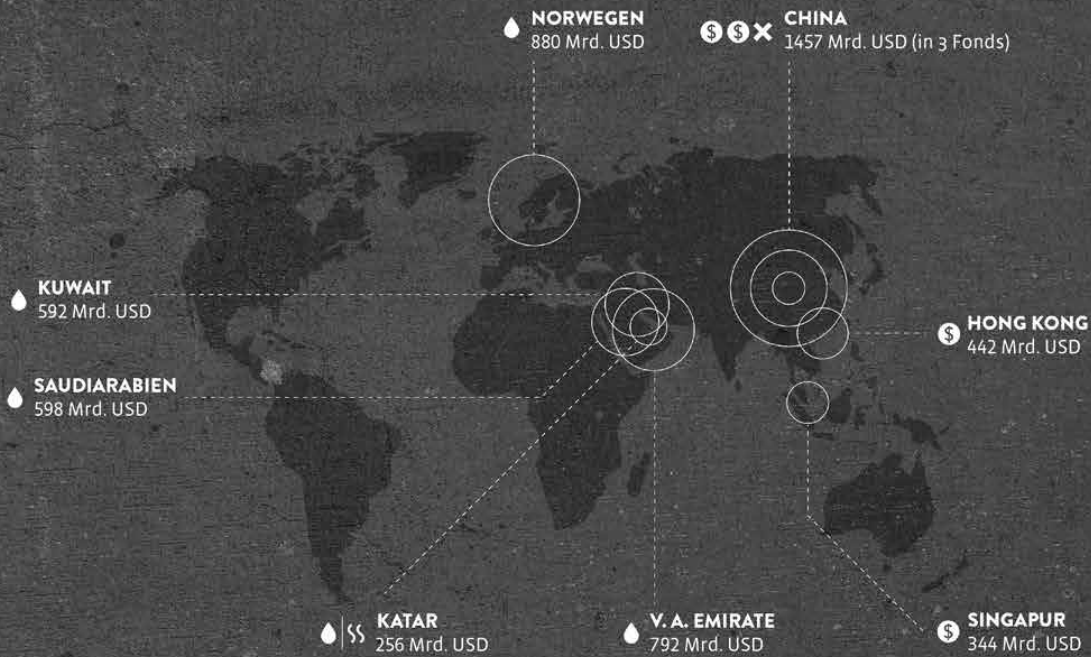 NORWEGEN
880 Mrd. USD
CHINA
1457 Mrd. USD (in 3 Fonds)
KUWAIT
592 Mrd. USD
HONG KONG
442 Mrd. USD
SAUDIARABIEN
598 Mrd. USD
KATAR
256 Mrd. USD
V. A. EMIRATE
792 Mrd. USD
SINGAPUR
344 Mrd. USD